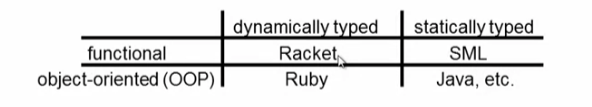 dynamically typed statically typed
functional Racket SML
object-oriented (OOP) Ruby Java, etc.